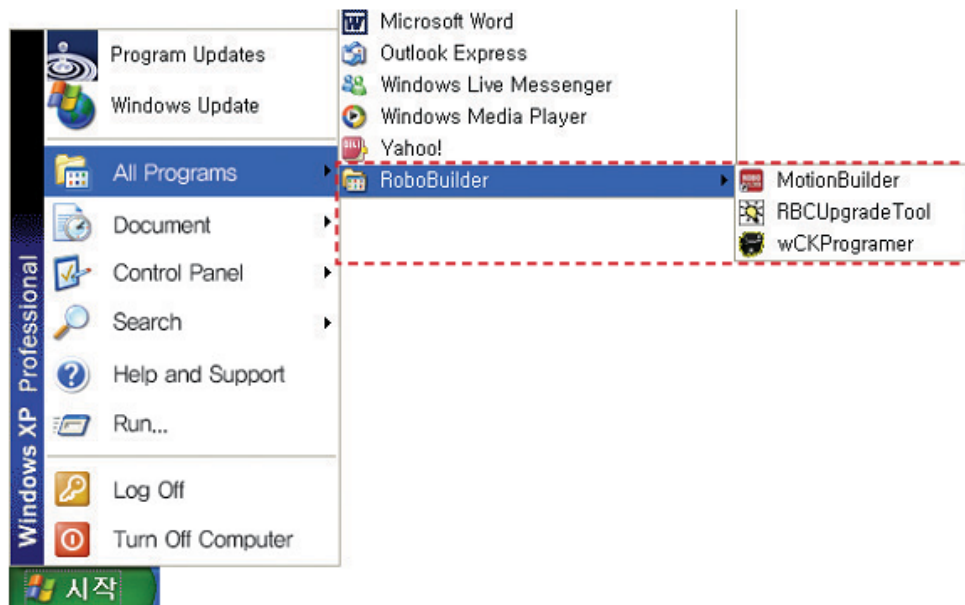 Program Updates
Windows Update
All Programs
Document
Control Panel
Search
Help and Support
Run...
Log Off
Turn Off Computer
Windows XP Professional
시작
Microsoft Word
Outlook Express
Windows Live Messenger
Windows Media Player
Yahoo!
RoboBuilder
MotionBuilder
RBCUpgradeTool
wCKProgramer